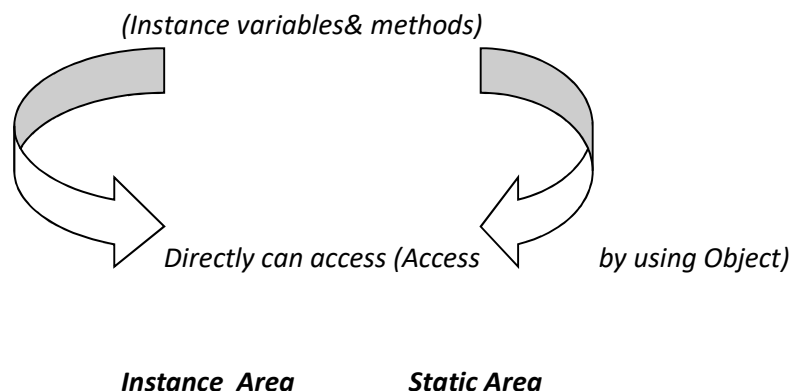 (Instance variables& methods)
Directly can access (Access by using Object)
Instance Area Static Area